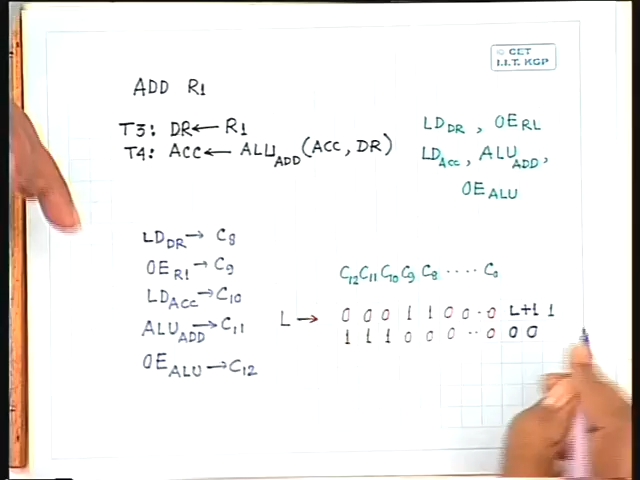 © CET
I.I.T. KGP
ADD R1
T3: DR ← R1
T4: ACC ← ALU_ADD (ACC, DR)
LD_DR , OE_R1
LD_ACC, ALU_ADD,
OE_ALU
LD_DR → C8
OE_R1 → C9
LD_ACC → C10
ALU_ADD → C11
OE_ALU → C12
C12 C11 C10 C9 C8 ···· C0
L → 0 0 0 1 1 0 0 ·· 0 L+1 1
1 1 1 0 0 0 ·· 0 0 0